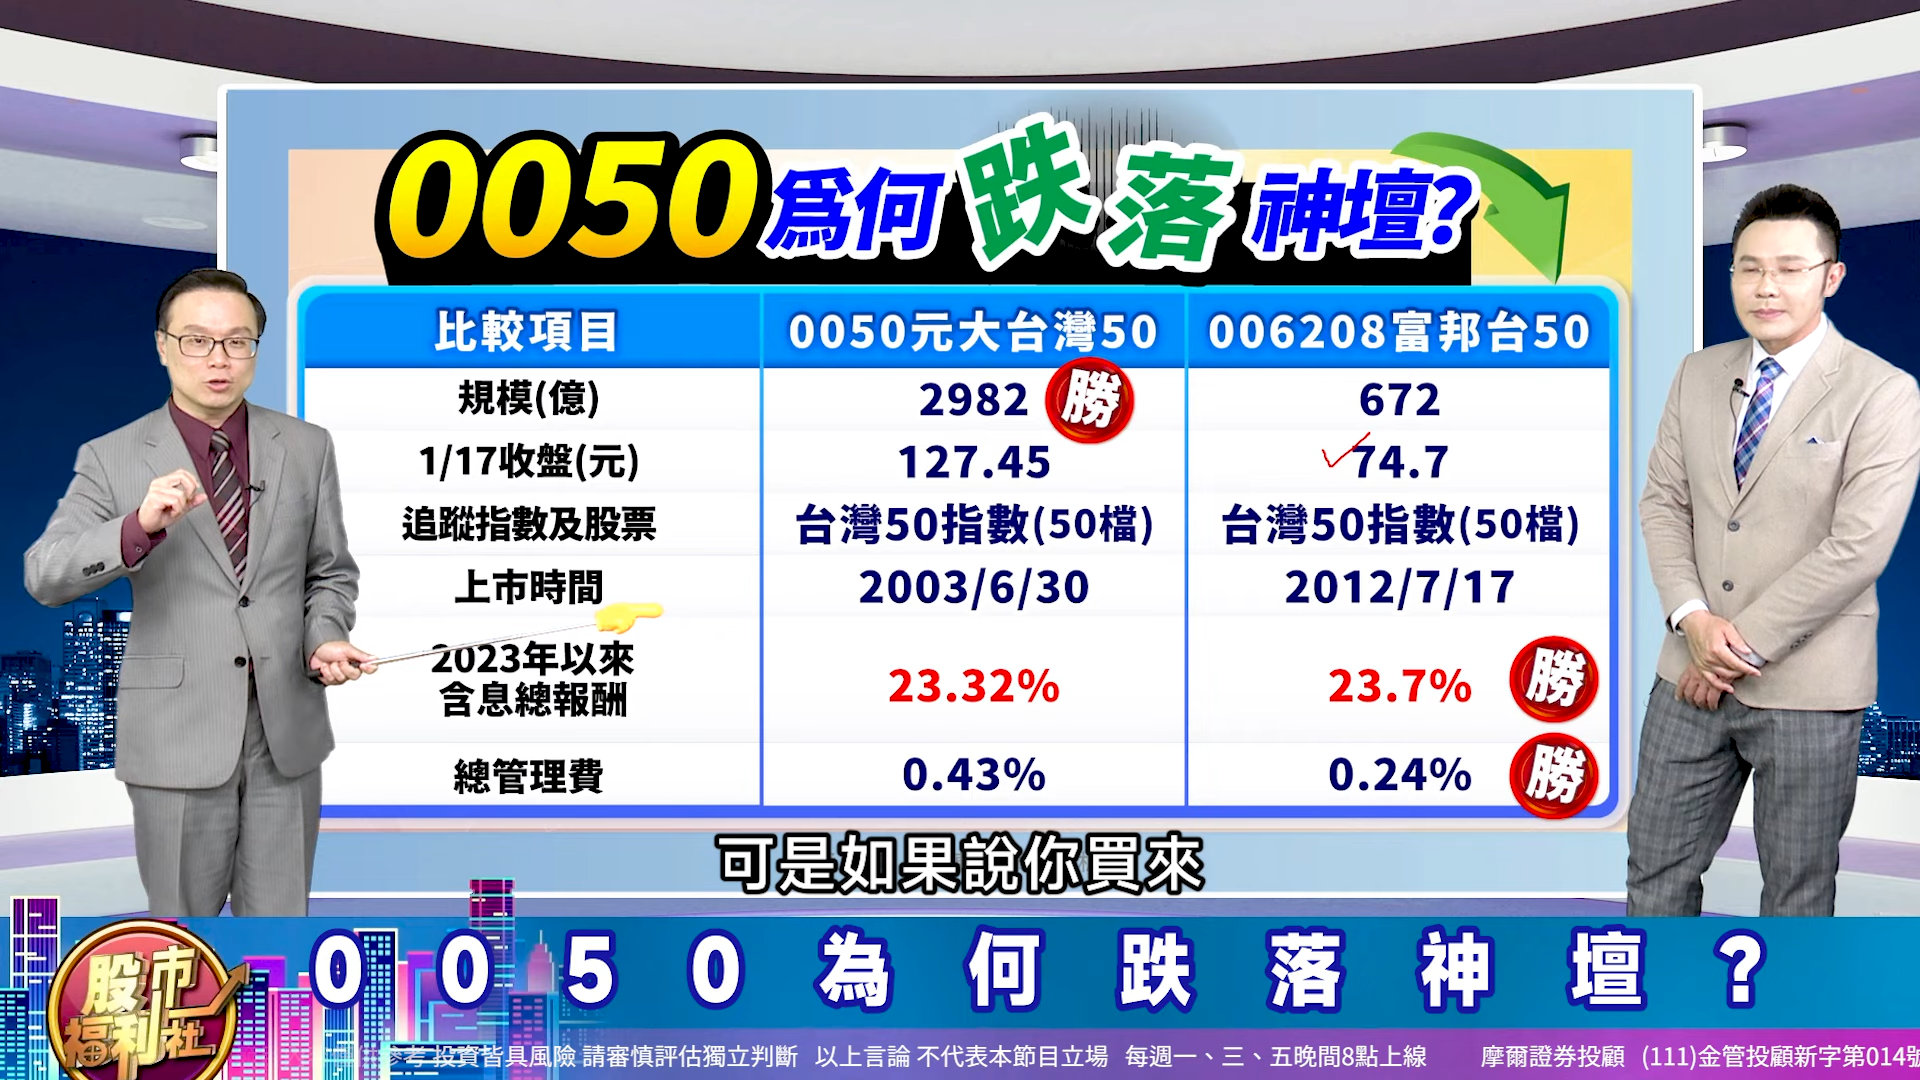 0050爲何跌落神壇?
比較項目 0050元大台灣50 006208富邦台50
規模(億) 2982 勝 672
1/17收盤(元) 127.45 74.7
追蹤指數及股票 台灣50指數(50檔) 台灣50指數(50檔)
上市時間 2003/6/30 2012/7/17
2023年以來
含息總報酬 23.32% 23.7% 勝
總管理費 0.43% 0.24% 勝
可是如果說你買來
0050為何跌落神壇?
股市
福利社
參考 投資皆具風險 請審慎評估獨立判斷 以上言論 不代表本節目立場 每週一、三、五晚間8點上線 摩爾證券投顧 (111)金管投顧新字第014號